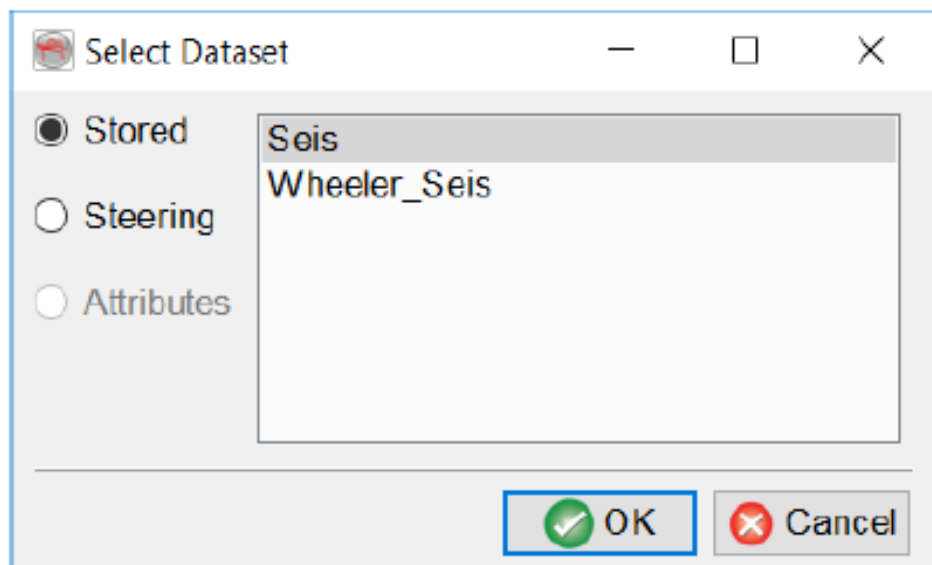 Select Dataset
Stored
Seis
Wheeler_Seis
Steering
Attributes
OK
Cancel